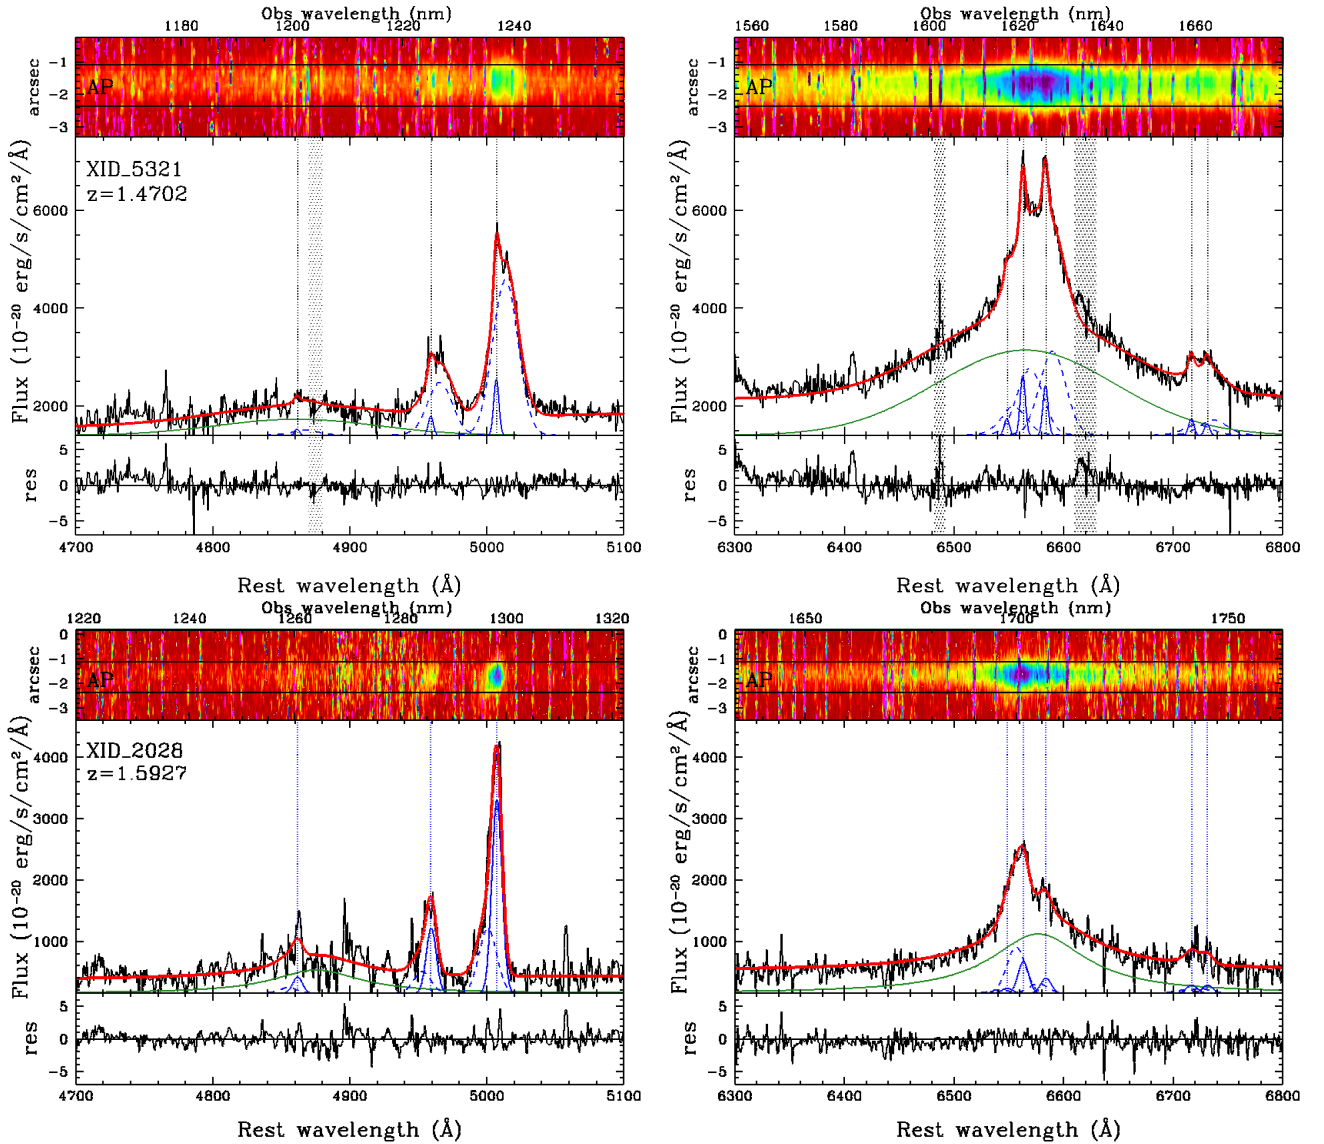 Obs wavelength (nm)
1180 1200 1220 1240
arcsec
-1
-2
-3
AP
XID_5321
z=1.4702
Flux (10⁻²⁰ erg/s/cm²/Å)
6000
4000
2000
res
5
0
-5
4700 4800 4900 5000 5100
Rest wavelength (Å)
Obs wavelength (nm)
1560 1580 1600 1620 1640 1660
arcsec
-1
-2
-3
AP
Flux (10⁻²⁰ erg/s/cm²/Å)
6000
4000
2000
res
5
0
-5
6300 6400 6500 6600 6700 6800
Rest wavelength (Å)
1220 1240 1260 1280 1300 1320
Obs wavelength (nm)
arcsec
0
-1
-2
-3
AP
XID_2028
z=1.5927
Flux (10⁻²⁰ erg/s/cm²/Å)
4000
3000
2000
1000
res
5
0
-5
4700 4800 4900 5000 5100
Rest wavelength (Å)
Obs wavelength (nm)
1650 1700 1750
arcsec
0
-1
-2
-3
AP
Flux (10⁻²⁰ erg/s/cm²/Å)
4000
3000
2000
1000
res
5
0
-5
6300 6400 6500 6600 6700 6800
Rest wavelength (Å)